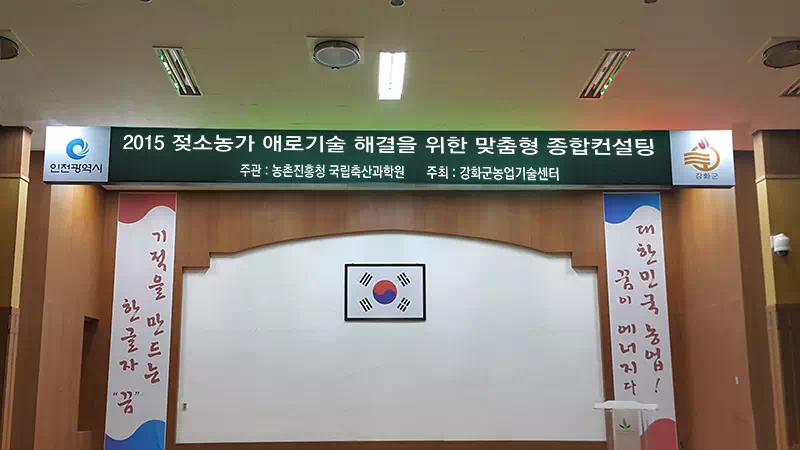 2015 젖소농가 애로기술 해결을 위한 맞춤형 종합컨설팅
주관 : 농촌진흥청 국립축산과학원 주최 : 강화군농업기술센터
인천광역시
강화군
기적을 만드는
한글자 "꿈"
대한민국 농업!
꿈이 에너지다